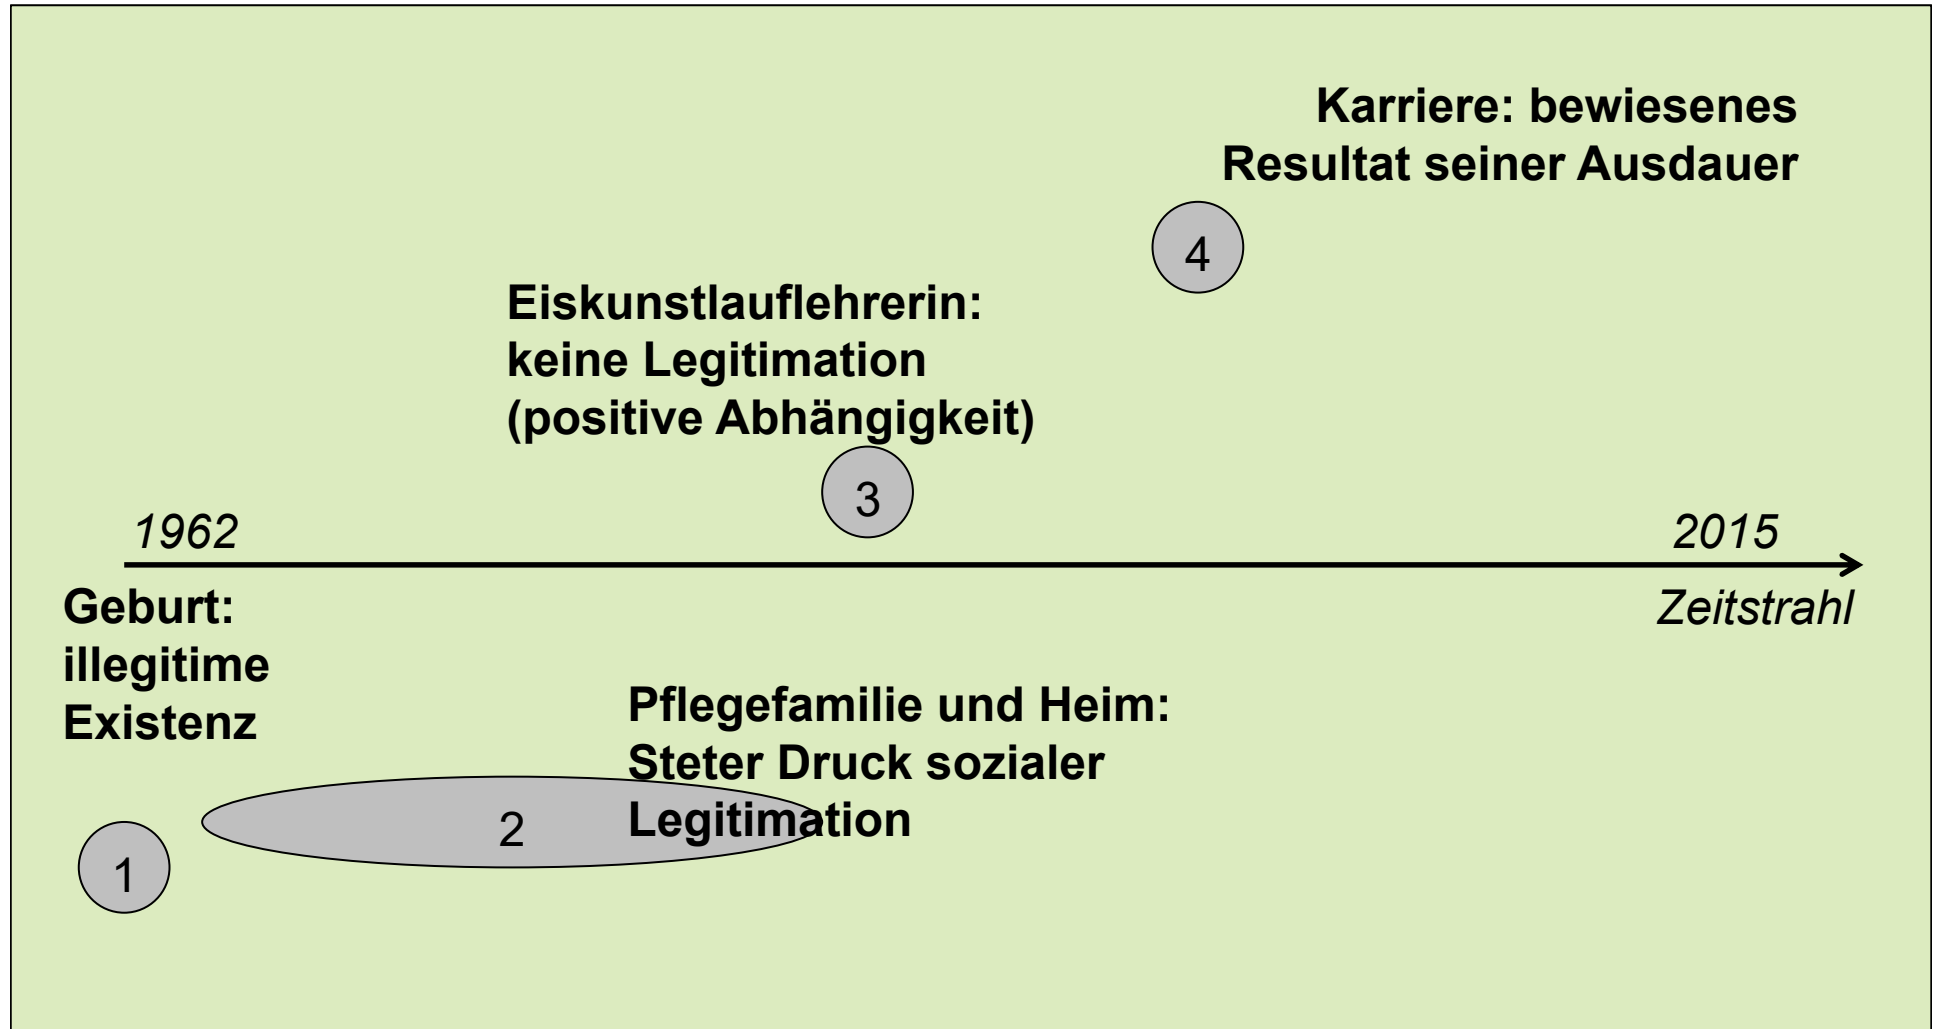 Karriere: bewiesenes
Resultat seiner Ausdauer
4
Eiskunstlauflehrerin:
keine Legitimation
(positive Abhängigkeit)
3
1962
2015
Zeitstrahl
Geburt:
illegitime
Existenz
Pflegefamilie und Heim:
Steter Druck sozialer
Legitimation
2
1